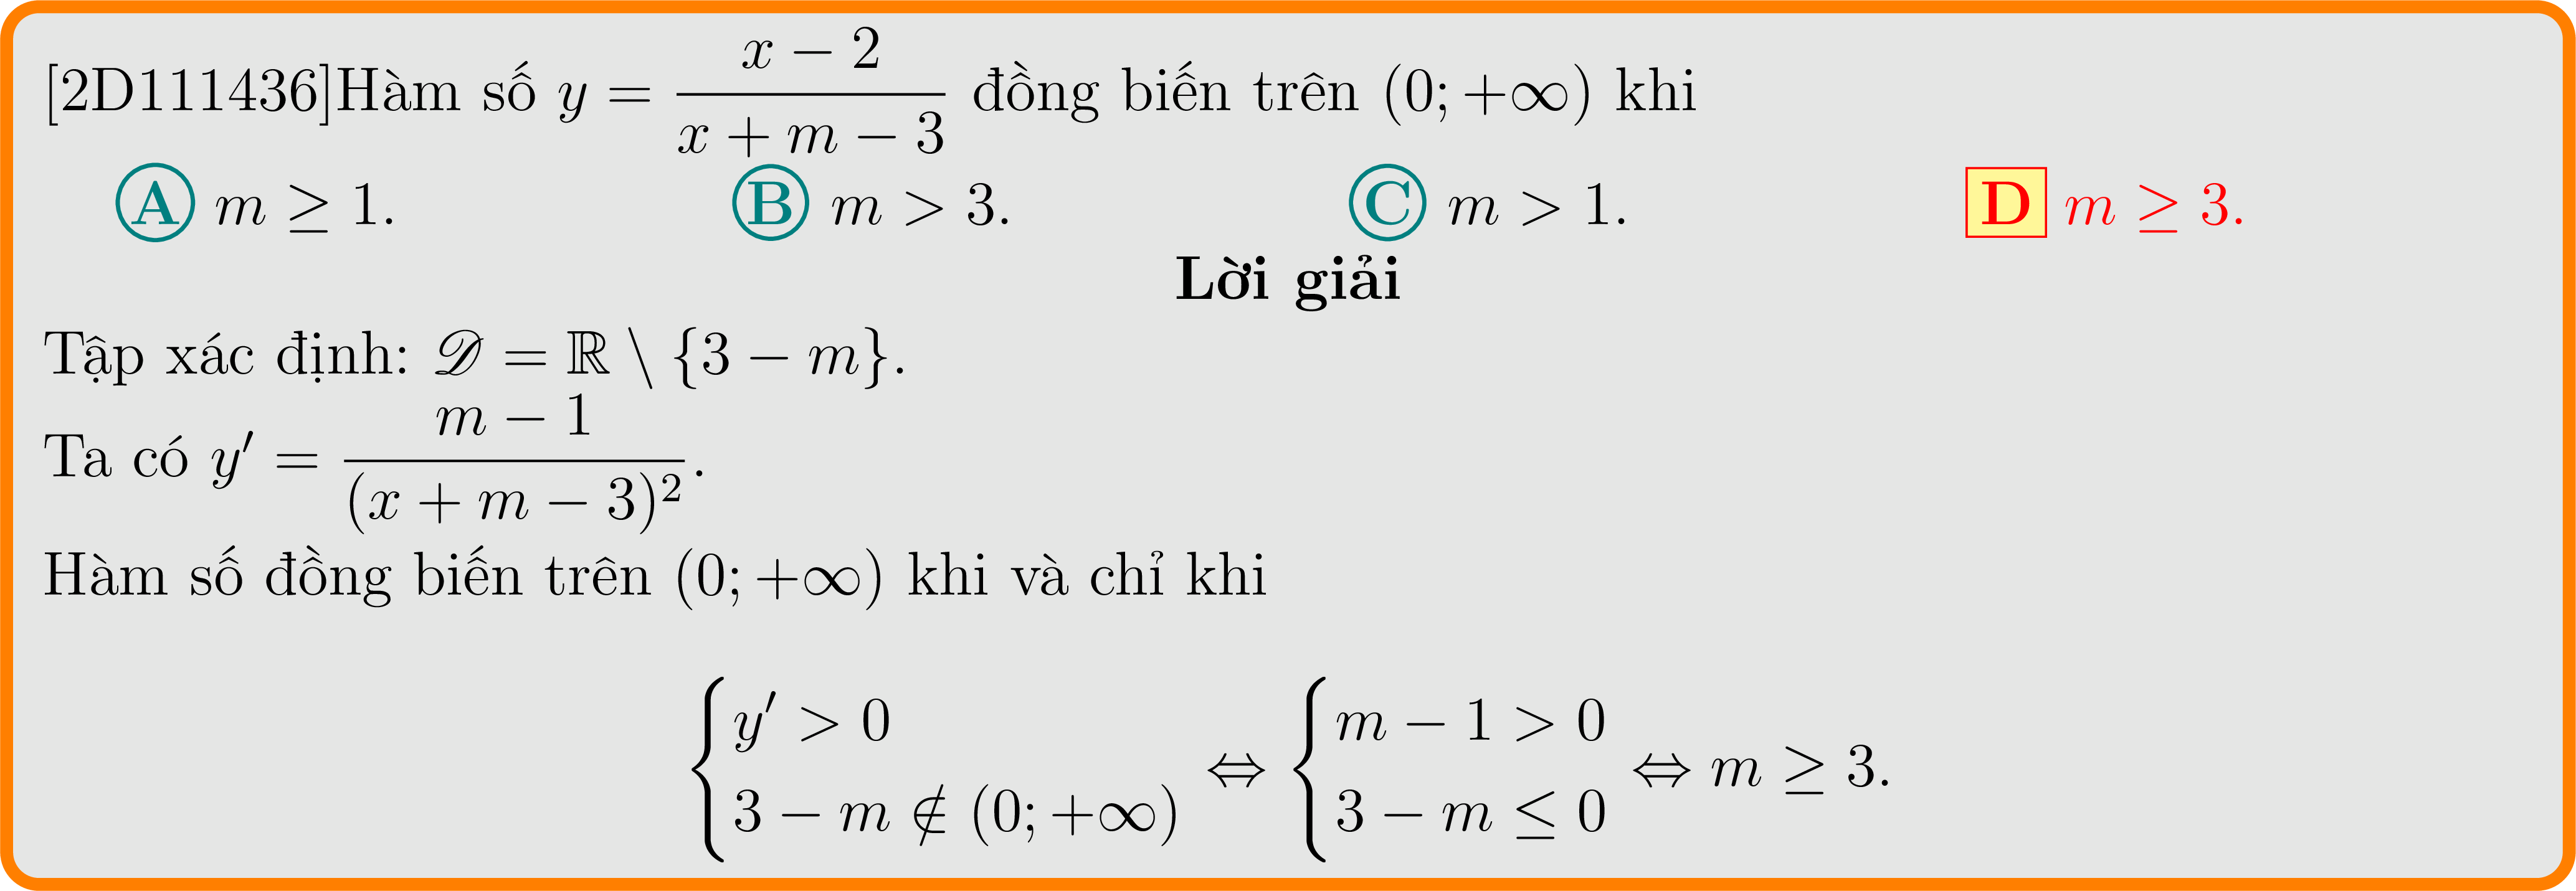 [2D111436]Hàm số $y = \dfrac{x-2}{x+m-3}$ đồng biến trên $(0;+\infty)$ khi
A $m \geq 1$. B $m > 3$. C $m > 1$. D $m \geq 3$.
Lời giải
Tập xác định: $\mathscr{D} = \mathbb{R} \setminus \{3-m\}$.
Ta có $y' = \dfrac{m-1}{(x+m-3)^2}$.
Hàm số đồng biến trên $(0;+\infty)$ khi và chỉ khi
$\begin{cases} y' > 0 \\ 3-m \notin (0;+\infty) \end{cases} \Leftrightarrow \begin{cases} m-1 > 0 \\ 3-m \leq 0 \end{cases} \Leftrightarrow m \geq 3.$